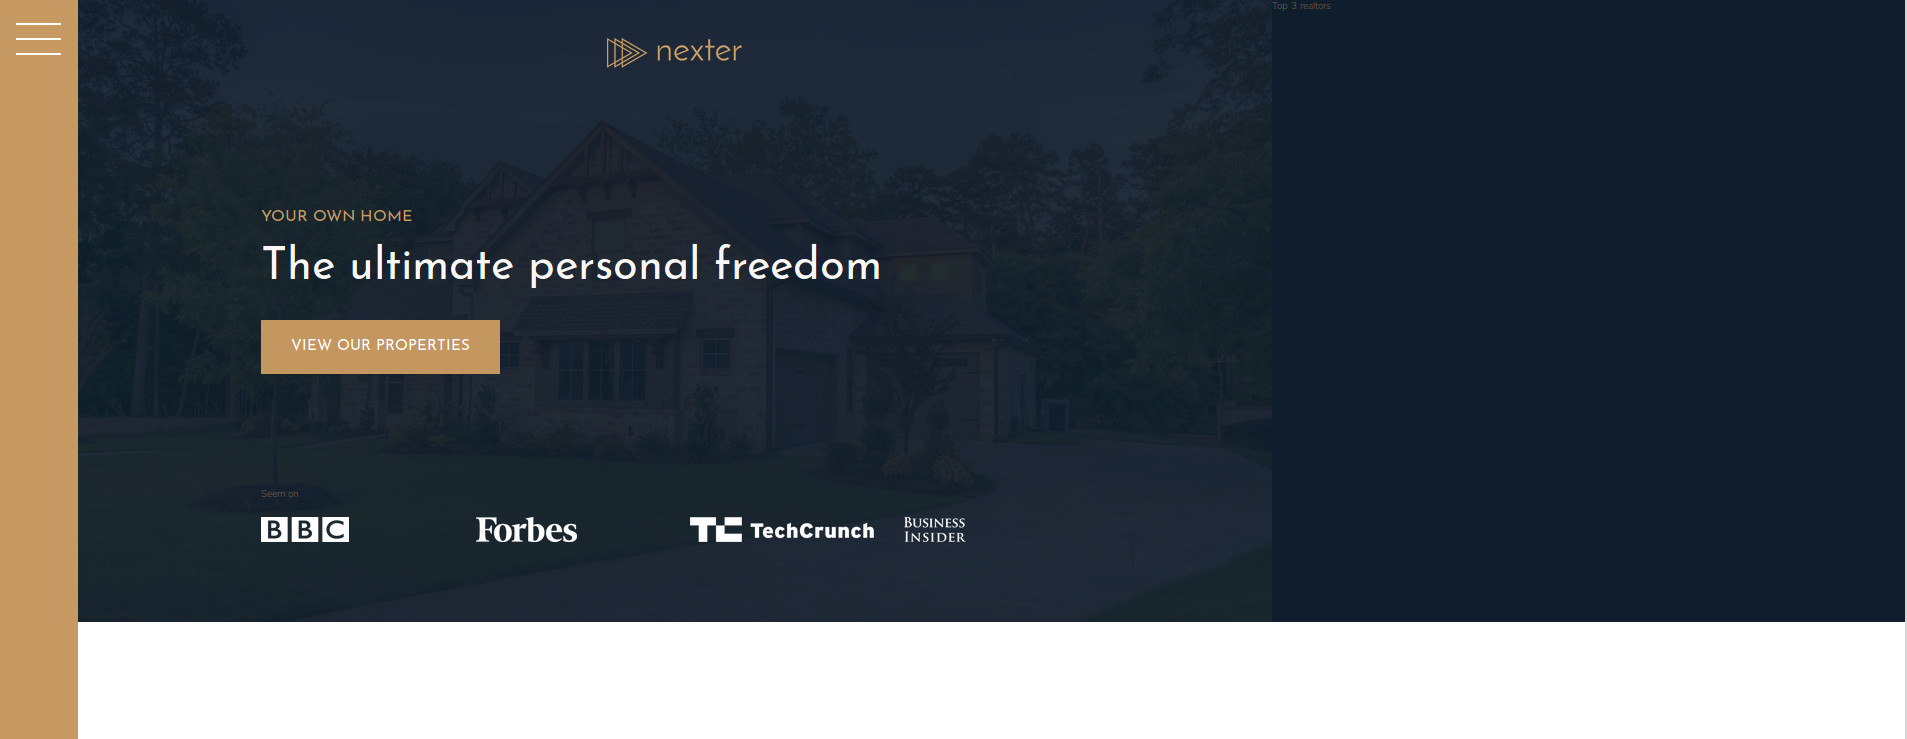 nexter
Top 3 realtors
YOUR OWN HOME
The ultimate personal freedom
VIEW OUR PROPERTIES
Seem on
BBC
Forbes
TC TechCrunch
BUSINESS
INSIDER